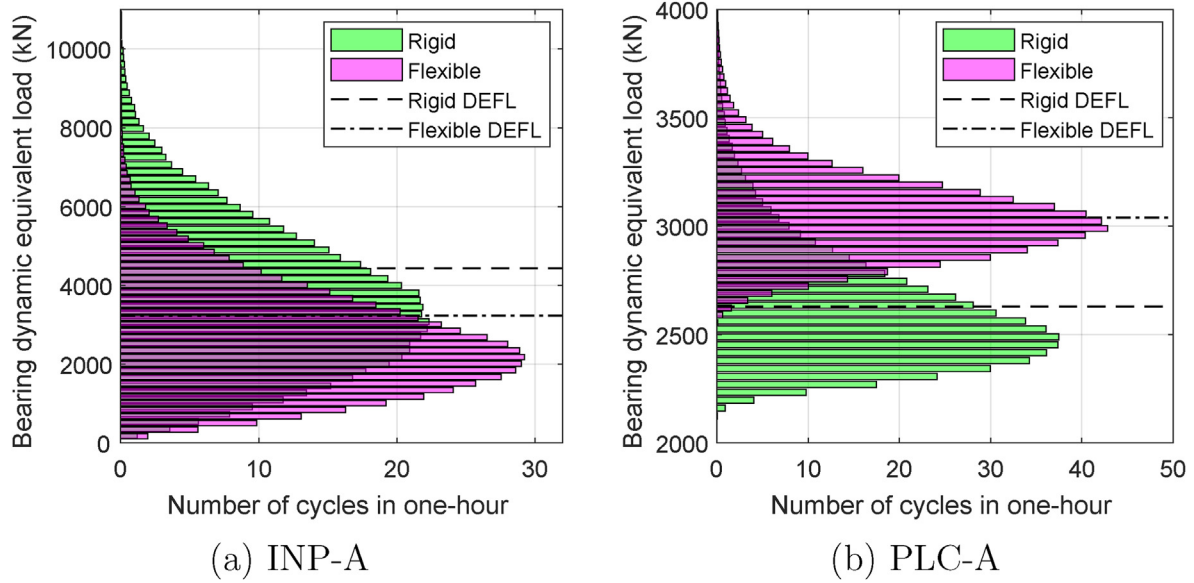 Bearing dynamic equivalent load (kN)
10000
8000
6000
4000
2000
0
0 10 20 30
Number of cycles in one-hour
Rigid
Flexible
Rigid DEFL
Flexible DEFL
(a) INP-A
Bearing dynamic equivalent load (kN)
4000
3500
3000
2500
2000
0 10 20 30 40 50
Number of cycles in one-hour
Rigid
Flexible
Rigid DEFL
Flexible DEFL
(b) PLC-A